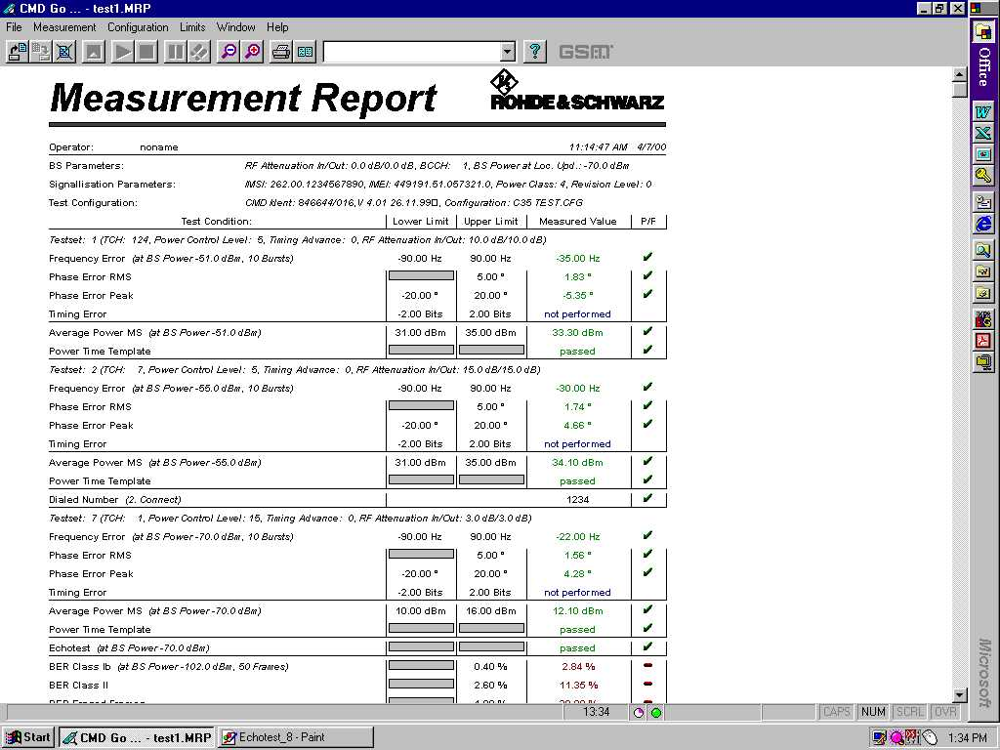 CMD Go ... - test1.MRP
File Measurement Configuration Limits Window Help
GSM
Measurement Report
ROHDE & SCHWARZ
Operator: noname 11:14:47 AM 4/7/00
BS Parameters: RF Attenuation In/Out: 0.0 dB/0.0 dB, BCCH: 1, BS Power at Loc. Upd.: -70.0 dBm
Signallisation Parameters: IMSI: 262.00.1234567890, IMEI: 449191.51.057321.0, Power Class: 4, Revision Level: 0
Test Configuration: CMD Ident: 846644/016,V 4.01 26.11.99▯, Configuration: C35 TEST.CFG
Test Condition: Lower Limit Upper Limit Measured Value P/F
Testset: 1 (TCH: 124, Power Control Level: 5, Timing Advance: 0, RF Attenuation In/Out: 10.0 dB/10.0 dB)
Frequency Error (at BS Power -51.0 dBm, 10 Bursts) -90.00 Hz 90.00 Hz -35.00 Hz ✔
Phase Error RMS 5.00 ° 1.83 ° ✔
Phase Error Peak -20.00 ° 20.00 ° -5.35 ° ✔
Timing Error -2.00 Bits 2.00 Bits not performed
Average Power MS (at BS Power -51.0 dBm) 31.00 dBm 35.00 dBm 33.30 dBm ✔
Power Time Template passed ✔
Testset: 2 (TCH: 7, Power Control Level: 5, Timing Advance: 0, RF Attenuation In/Out: 15.0 dB/15.0 dB)
Frequency Error (at BS Power -55.0 dBm, 10 Bursts) -90.00 Hz 90.00 Hz -30.00 Hz ✔
Phase Error RMS 5.00 ° 1.74 ° ✔
Phase Error Peak -20.00 ° 20.00 ° 4.66 ° ✔
Timing Error -2.00 Bits 2.00 Bits not performed
Average Power MS (at BS Power -55.0 dBm) 31.00 dBm 35.00 dBm 34.10 dBm ✔
Power Time Template passed ✔
Dialed Number (2. Connect) 1234 ✔
Testset: 7 (TCH: 1, Power Control Level: 15, Timing Advance: 0, RF Attenuation In/Out: 3.0 dB/3.0 dB)
Frequency Error (at BS Power -70.0 dBm, 10 Bursts) -90.00 Hz 90.00 Hz -22.00 Hz ✔
Phase Error RMS 5.00 ° 1.56 ° ✔
Phase Error Peak -20.00 ° 20.00 ° 4.28 ° ✔
Timing Error -2.00 Bits 2.00 Bits not performed
Average Power MS (at BS Power -70.0 dBm) 10.00 dBm 16.00 dBm 12.10 dBm ✔
Power Time Template passed ✔
Echotest (at BS Power -70.0 dBm) passed ✔
BER Class Ib (at BS Power -102.0 dBm, 50 Frames) 0.40 % 2.84 % -
BER Class II 2.60 % 11.35 % -
Office
Microsoft
13:34 CAPS NUM SCRL OVR
Start CMD Go ... - test1.MRP Echotest_8 - Paint 1:34 PM